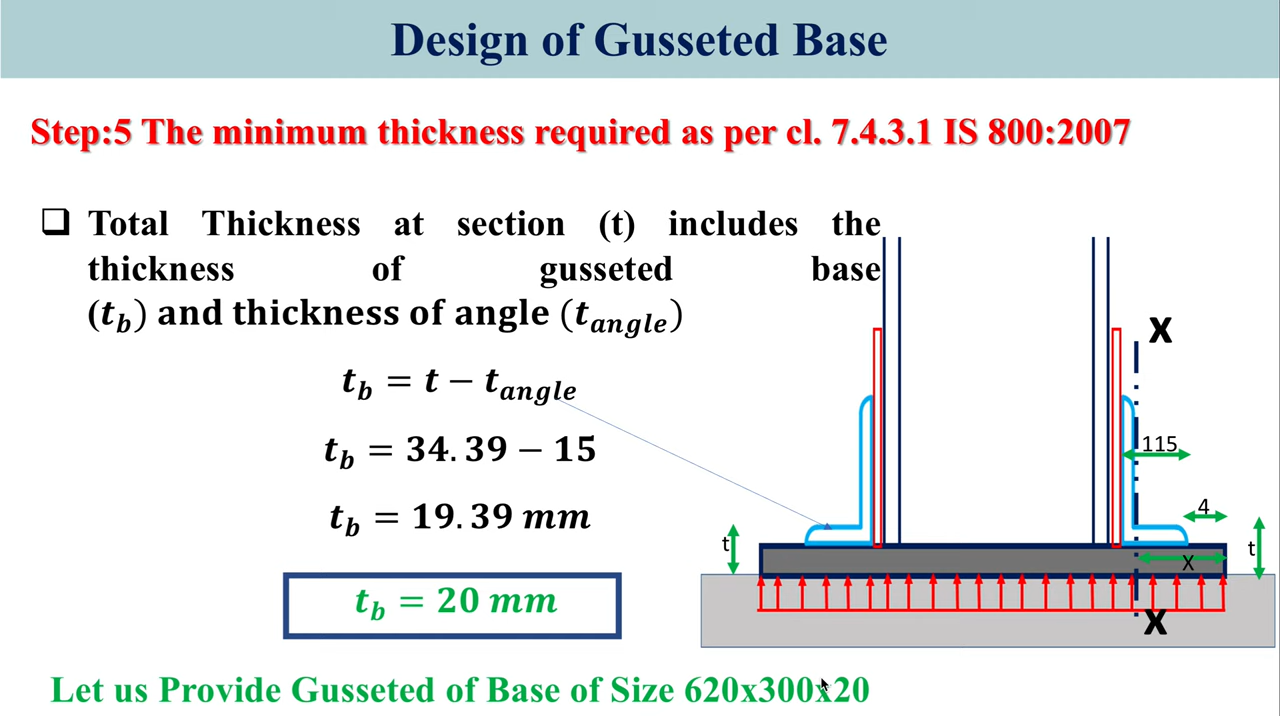 Design of Gusseted Base
Step:5 The minimum thickness required as per cl. 7.4.3.1 IS 800:2007
❑ Total Thickness at section (t) includes the
thickness of gusseted base
(t_b) and thickness of angle (t_angle)
t_b = t − t_angle
t_b = 34.39 − 15
t_b = 19.39 mm
t_b = 20 mm
Let us Provide Gusseted of Base of Size 620x300x20
X
115
4
t
t
X
X